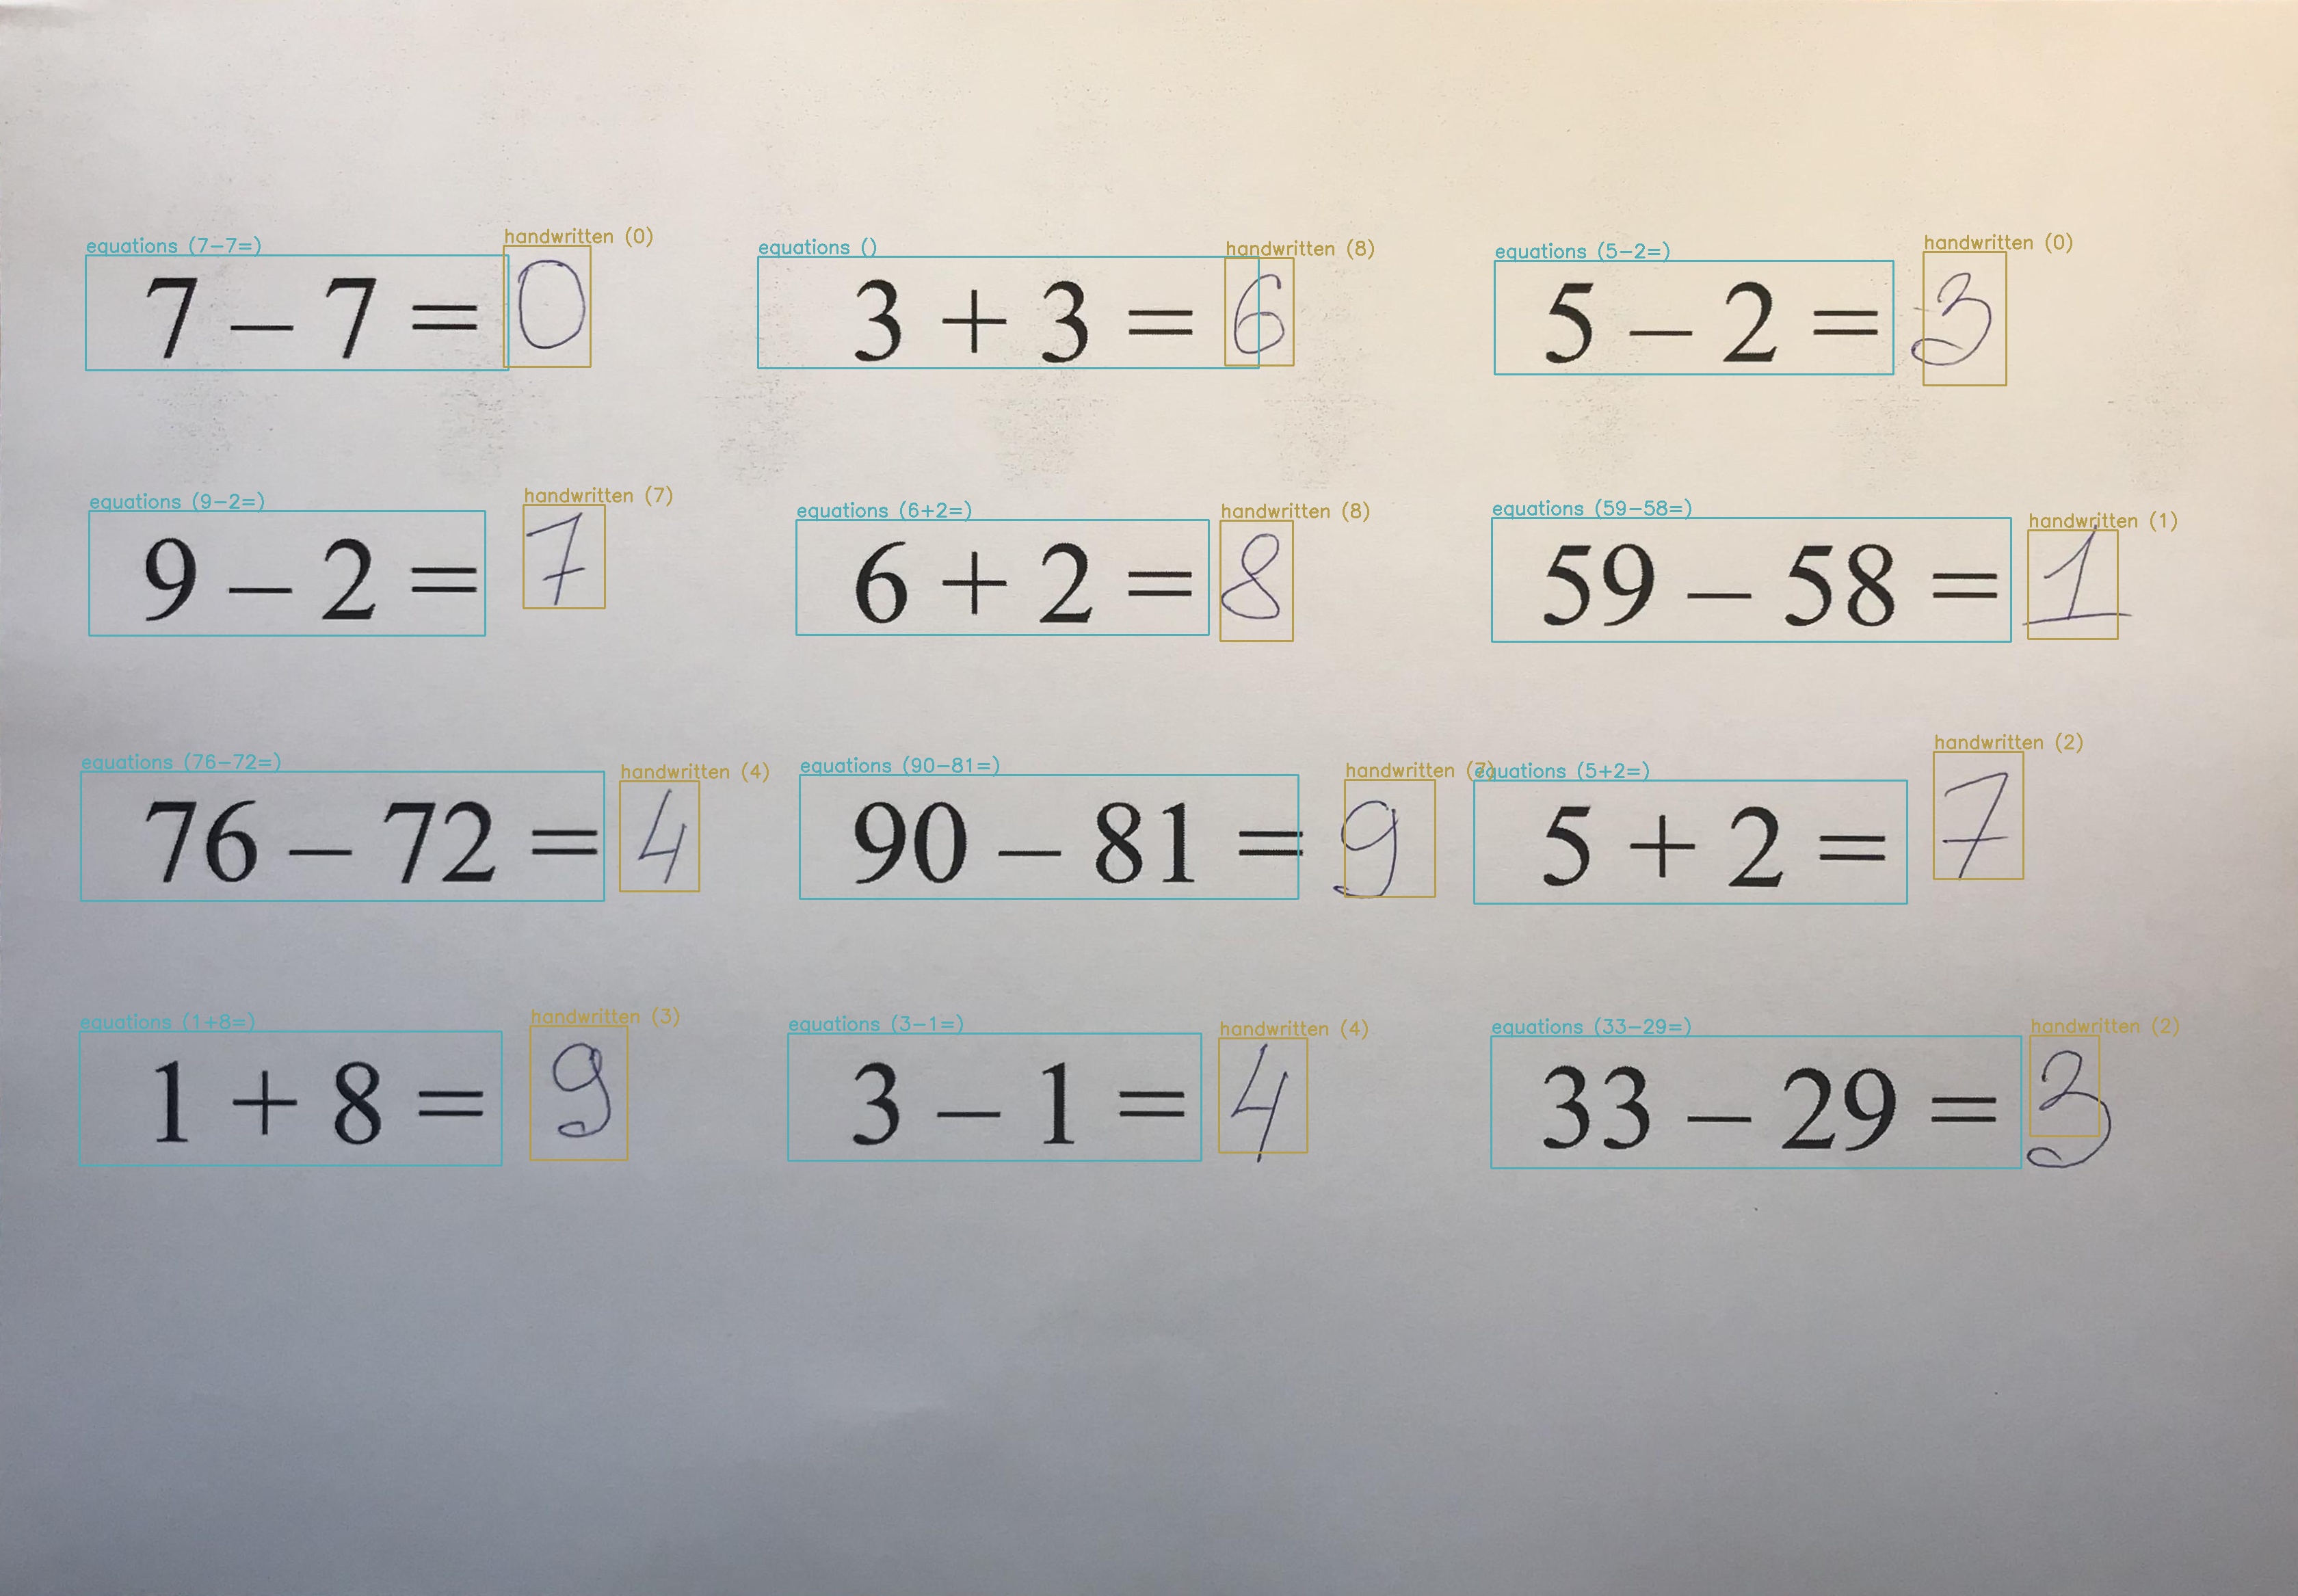 equations (7-7=) handwritten (0) equations () handwritten (8) equations (5-2=) handwritten (0)
7 – 7 = 0 3 + 3 = 6 5 – 2 = 3
equations (9-2=) handwritten (7) equations (6+2=) handwritten (8) equations (59-58=) handwritten (1)
9 – 2 = 7 6 + 2 = 8 59 – 58 = 1
equations (76-72=) handwritten (4) equations (90-81=) handwritten (7) equations (5+2=) handwritten (2)
76 – 72 = 4 90 – 81 = 9 5 + 2 = 7
equations (1+8=) handwritten (3) equations (3-1=) handwritten (4) equations (33-29=) handwritten (2)
1 + 8 = 9 3 – 1 = 4 33 – 29 = 3